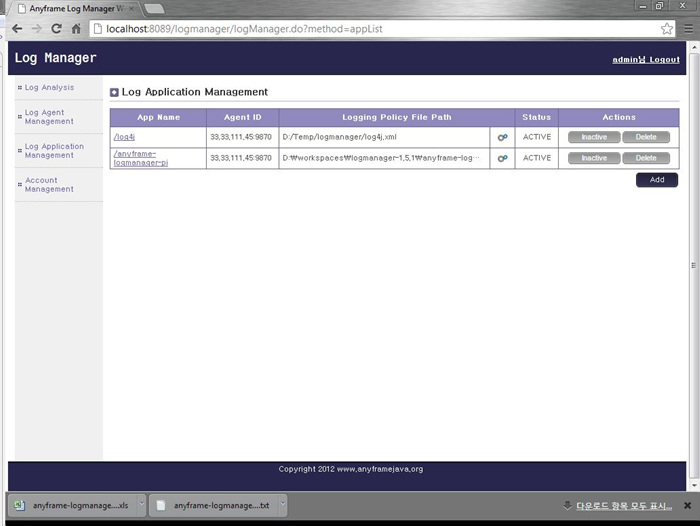 Anyframe Log Manager W
localhost:8089/logmanager/logManager.do?method=appList
Log Manager
admin님 Logout
Log Analysis
Log Agent
Management
Log Application
Management
Account
Management
Log Application Management
App Name Agent ID Logging Policy File Path Status Actions
/log4j 33,33,111,45:9870 D:/Temp/logmanager/log4j,xml ACTIVE Inactive Delete
/anyframe-
logmanager-pi
33,33,111,45:9870 D:₩workspaces₩logmanager-1,5,1₩anyframe-log… ACTIVE Inactive Delete
Add
Copyright 2012 www,anyframejava,org
anyframe-logmanage....xls anyframe-logmanage....txt 다운로드 항목 모두 표시...